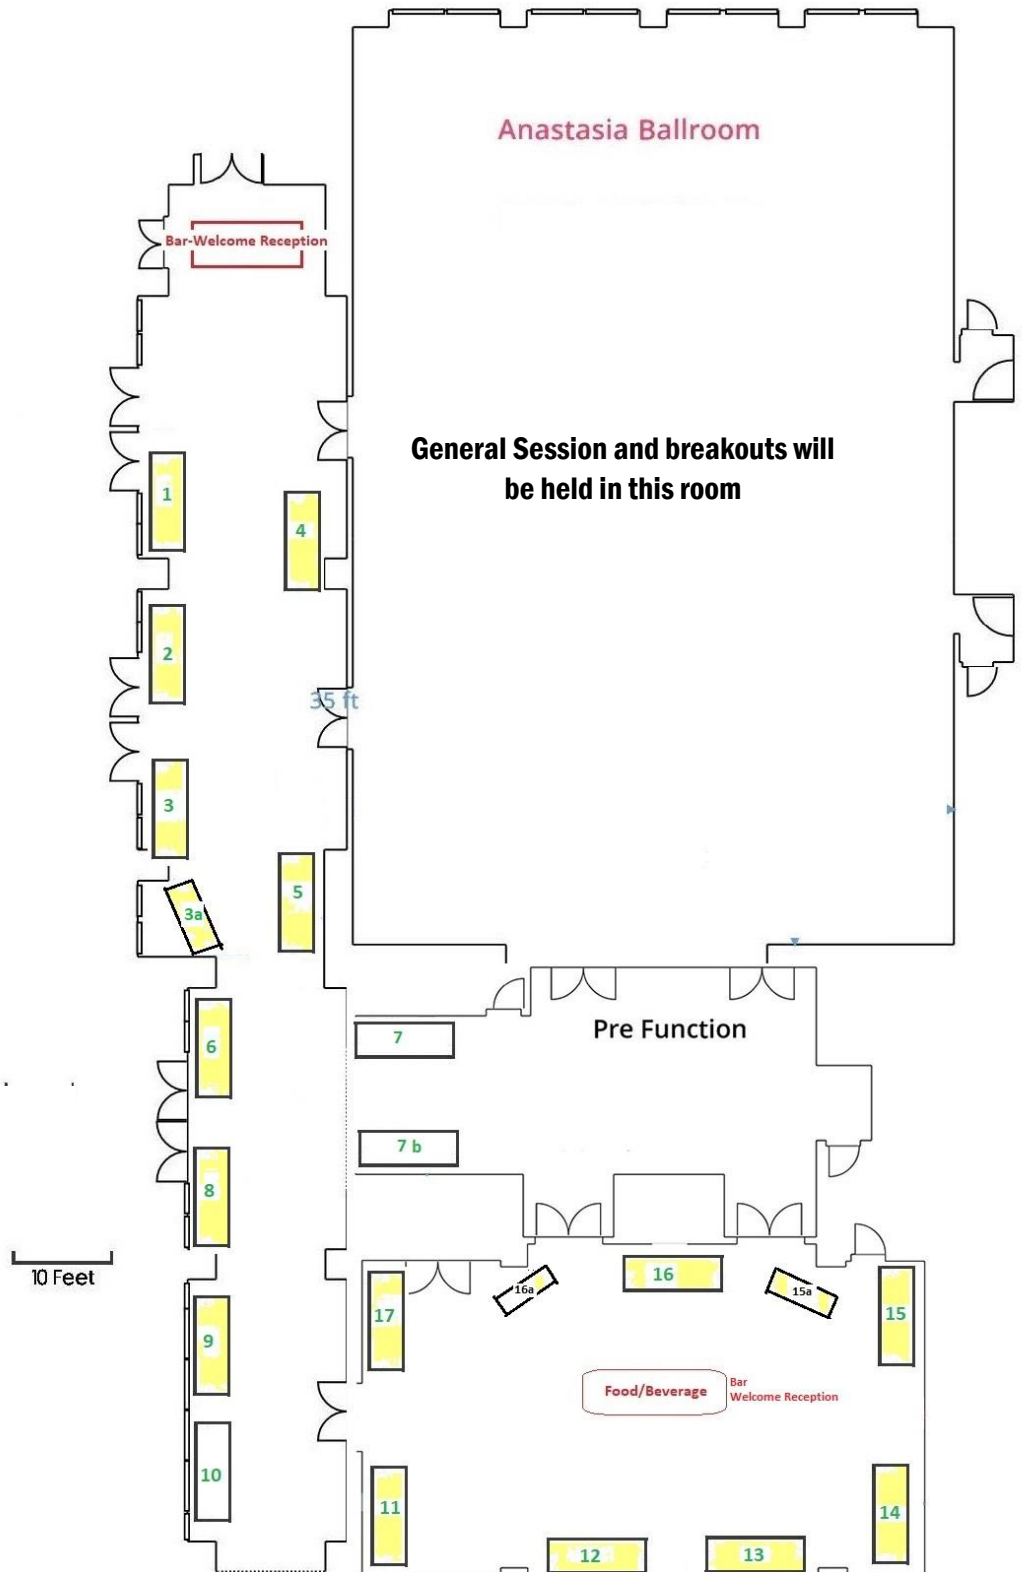 Anastasia Ballroom
Bar-Welcome Reception
General Session and breakouts will
be held in this room
1
4
2
35 ft
3
5
3a
6
7
Pre Function
7 b
8
10 Feet
16
16a
15a
17
15
9
Food/Beverage
Bar
Welcome Reception
10
11
14
12
13